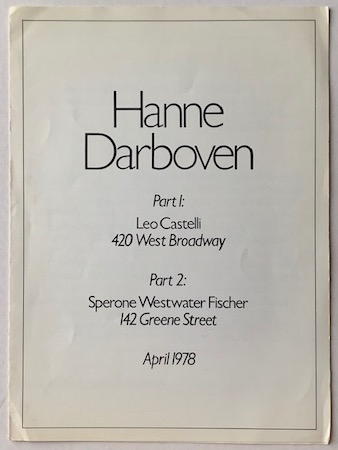 Hanne
Darboven
Part 1:
Leo Castelli
420 West Broadway
Part 2:
Sperone Westwater Fischer
142 Greene Street
April 1978